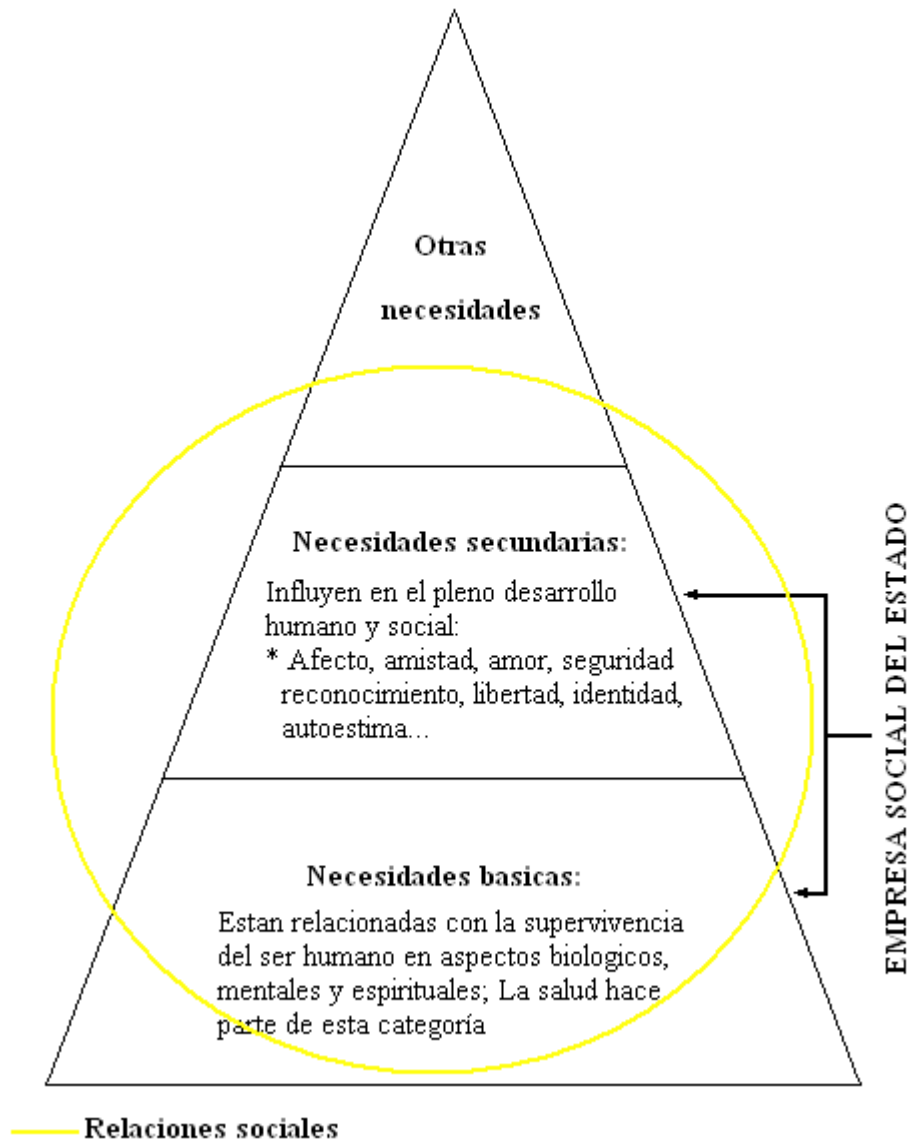 Otras
necesidades
Necesidades secundarias:
Influyen en el pleno desarrollo
humano y social:
* Afecto, amistad, amor, seguridad
reconocimiento, libertad, identidad,
autoestima...
EMPRESA SOCIAL DEL ESTADO
Necesidades basicas:
Estan relacionadas con la supervivencia
del ser humano en aspectos biologicos,
mentales y espirituales; La salud hace
parte de esta categoría
Relaciones sociales